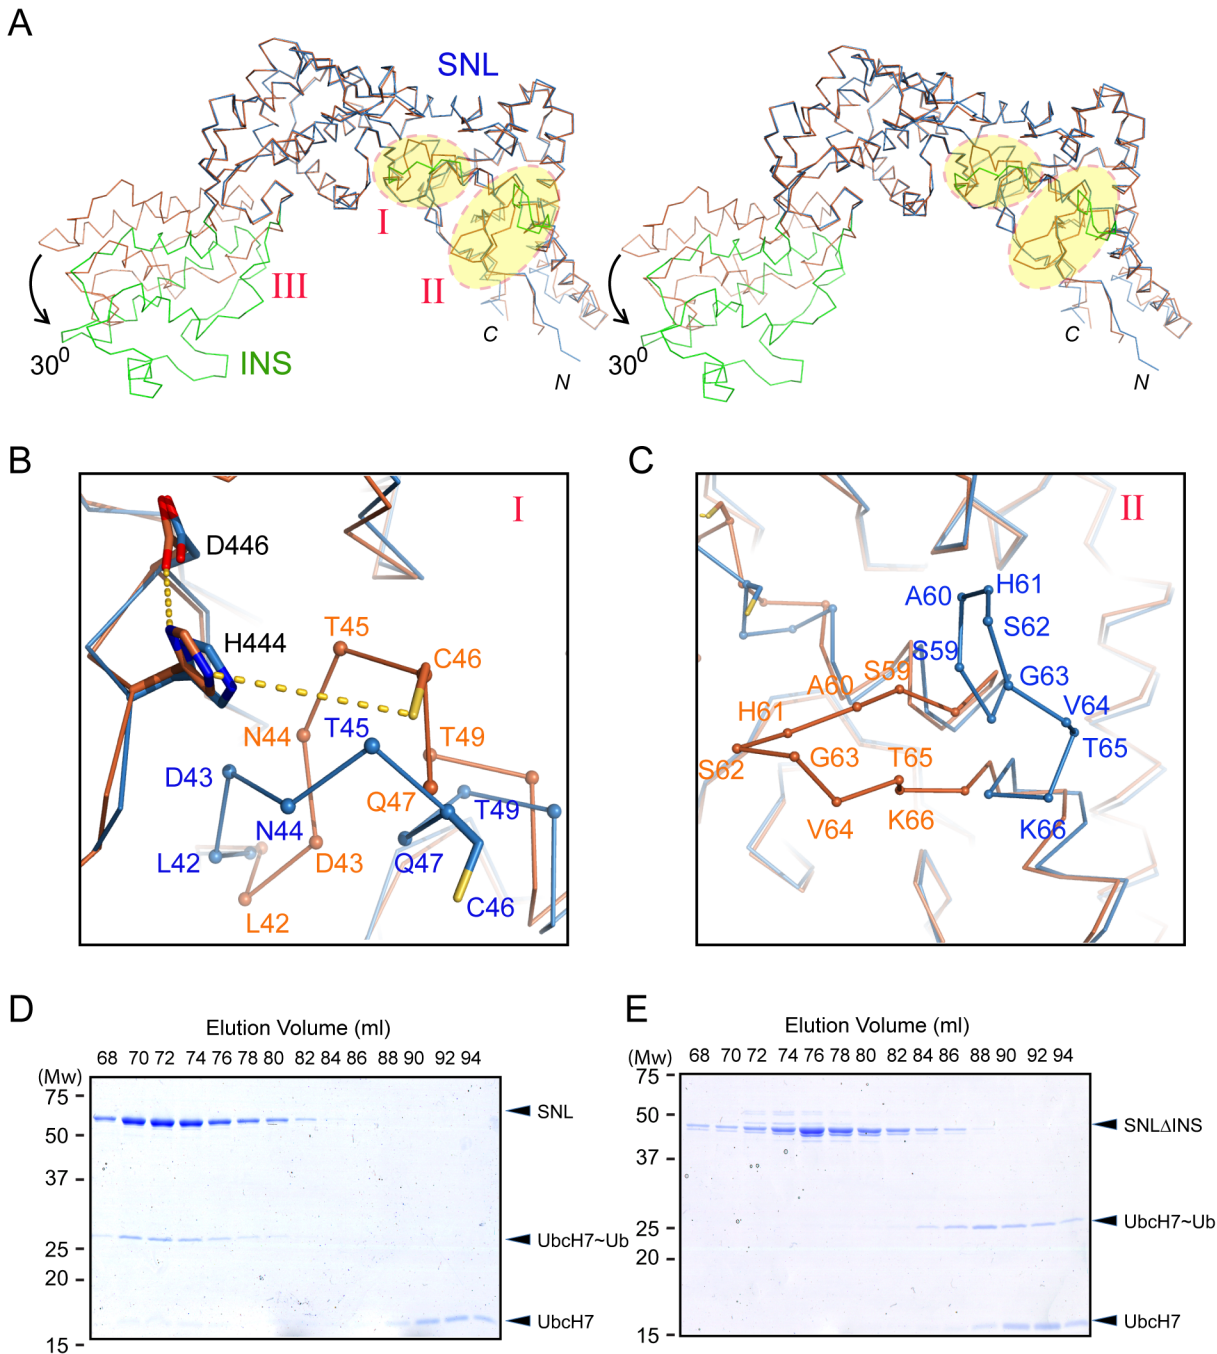 A
SNL
I
II
III
INS
30⁰
C
N
30⁰
C
N
B
I
D446
H444
T45
C46
T45
N44
T49
D43
Q47
T49
N44
L42
D43
Q47
C46
L42
C
II
A60
H61
S62
S59
S59
A60
G63
H61
V64
T65
S62
G63
T65
V64
K66
K66
D
Elution Volume (ml)
68 70 72 74 76 78 80 82 84 86 88 90 92 94
(Mw)
75
SNL
50
37
UbcH7~Ub
25
20
UbcH7
15
E
Elution Volume (ml)
68 70 72 74 76 78 80 82 84 86 88 90 92 94
(Mw)
75
50
SNLΔINS
37
25
UbcH7~Ub
20
UbcH7
15